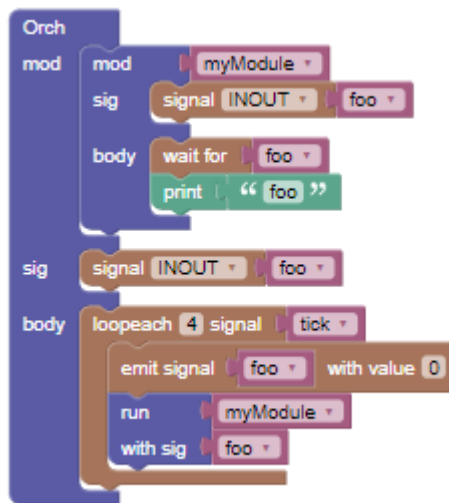 Orch
mod mod myModule
sig signal INOUT foo
body wait for foo
print “ foo ”
sig signal INOUT foo
body loopeach 4 signal tick
emit signal foo with value 0
run myModule
with sig foo